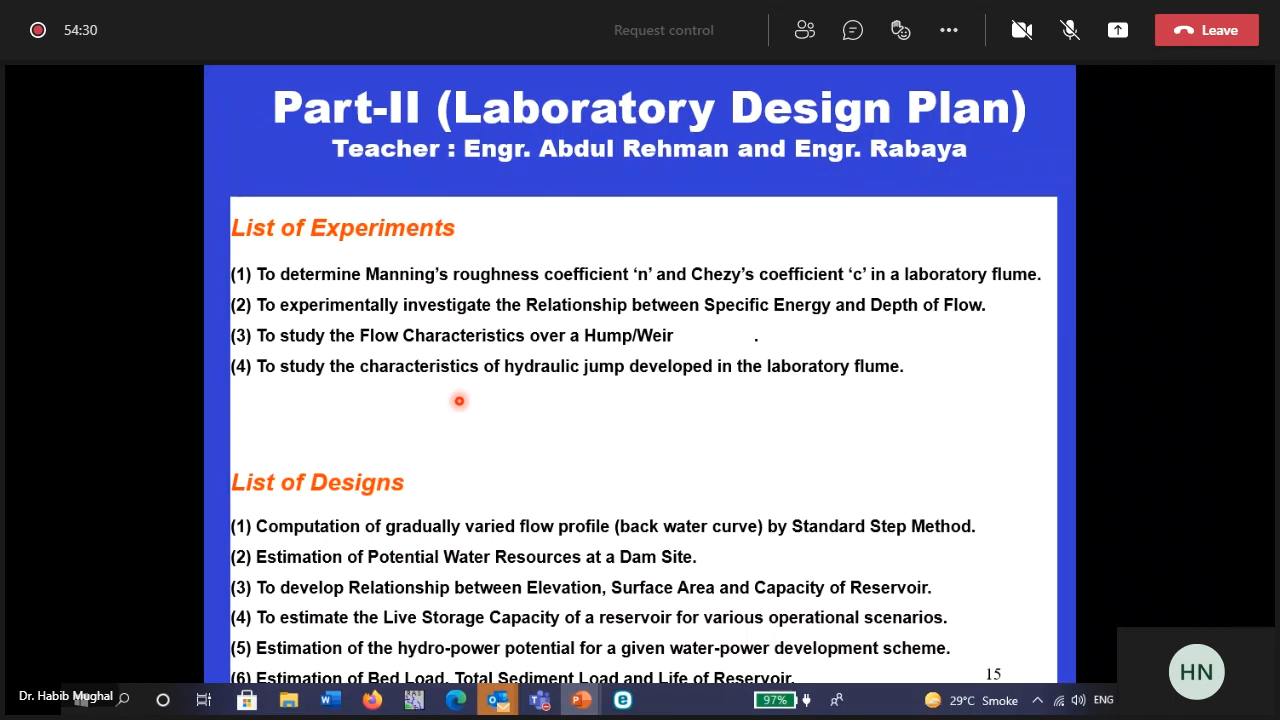 54:30
Request control
Leave
Part-II (Laboratory Design Plan)
Teacher : Engr. Abdul Rehman and Engr. Rabaya
List of Experiments
(1) To determine Manning’s roughness coefficient ‘n’ and Chezy’s coefficient ‘c’ in a laboratory flume.
(2) To experimentally investigate the Relationship between Specific Energy and Depth of Flow.
(3) To study the Flow Characteristics over a Hump/Weir .
(4) To study the characteristics of hydraulic jump developed in the laboratory flume.
List of Designs
(1) Computation of gradually varied flow profile (back water curve) by Standard Step Method.
(2) Estimation of Potential Water Resources at a Dam Site.
(3) To develop Relationship between Elevation, Surface Area and Capacity of Reservoir.
(4) To estimate the Live Storage Capacity of a reservoir for various operational scenarios.
(5) Estimation of the hydro-power potential for a given water-power development scheme.
(6) Estimation of Bed Load, Total Sediment Load and Life of Reservoir.
15
HN
Dr. Habib Mughal
97%
29°C Smoke
ENG